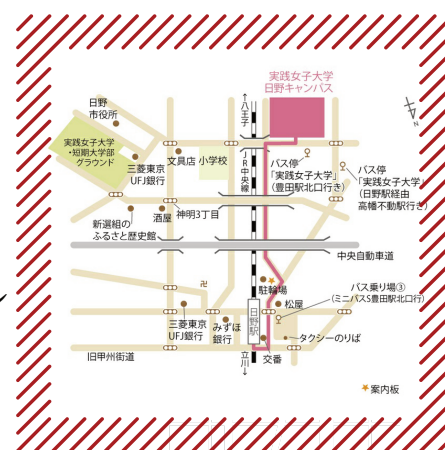 実践女子大学
日野キャンパス
↑八王子
N
日野
市役所
実践女子大学
・短期大学部
グラウンド
三菱東京
UFJ銀行
文具店
小学校
JR中央線
バス停
「実践女子大学」
(豊田駅北口行き)
バス停
「実践女子大学」
(日野駅経由
高幡不動駅行き)
酒屋
神明3丁目
新選組の
ふるさと歴史館
中央自動車道
卍
駐輪場
バス乗り場③
(ミニバスS豊田駅北口行)
松屋
三菱東京
UFJ銀行
みずほ
銀行
日野駅
タクシーのりば
旧甲州街道
交番
立川↓
★案内板